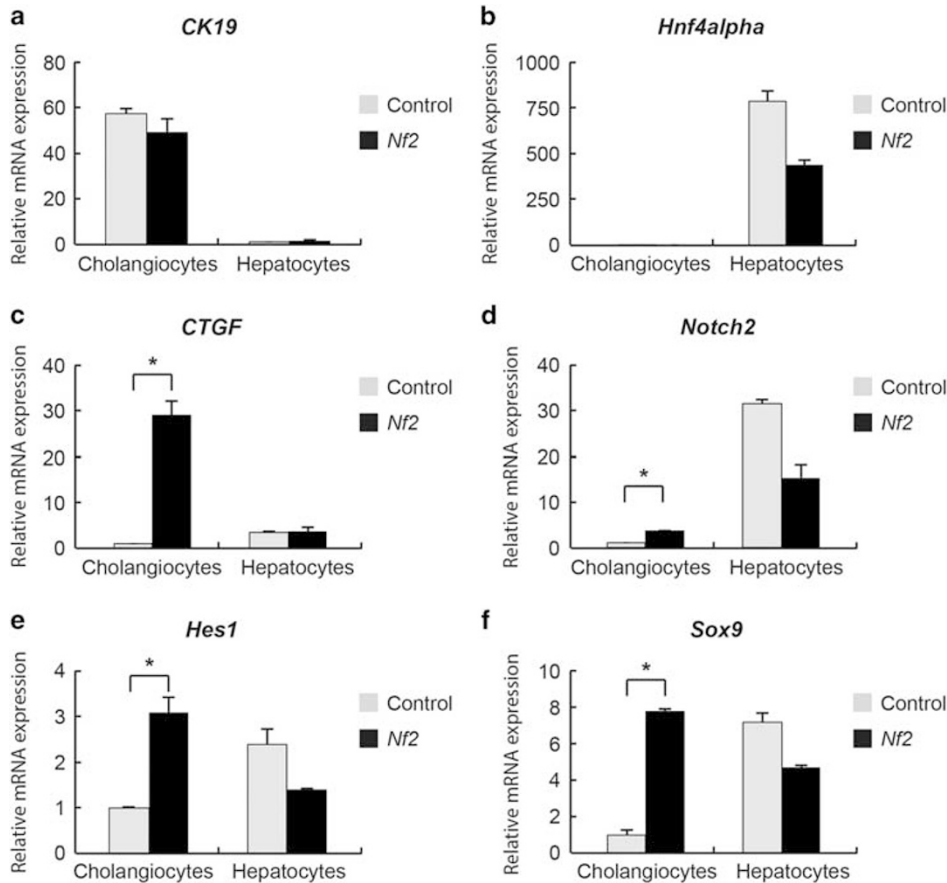 a
CK19
Relative mRNA expression
80
60
40
20
0
Cholangiocytes Hepatocytes
Control
Nf2
b
Hnf4alpha
Relative mRNA expression
1000
750
500
250
0
Cholangiocytes Hepatocytes
Control
Nf2
c
CTGF
Relative mRNA expression
40
30
20
10
0
*
Cholangiocytes Hepatocytes
Control
Nf2
d
Notch2
Relative mRNA expression
40
30
20
10
0
*
Cholangiocytes Hepatocytes
Control
Nf2
e
Hes1
Relative mRNA expression
4
3
2
1
0
*
Cholangiocytes Hepatocytes
Control
Nf2
f
Sox9
Relative mRNA expression
10
8
6
4
2
0
*
Cholangiocytes Hepatocytes
Control
Nf2